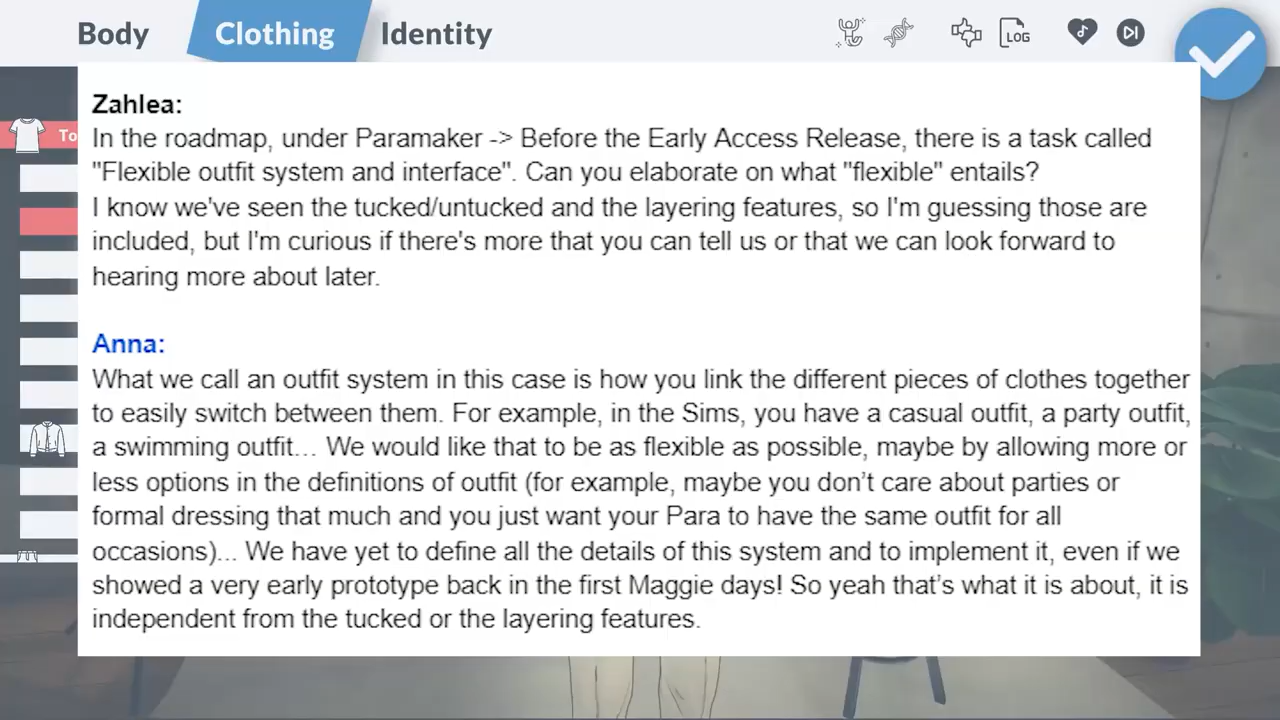 Body Clothing Identity
LOG
To
Zahlea:
In the roadmap, under Paramaker -> Before the Early Access Release, there is a task called
"Flexible outfit system and interface". Can you elaborate on what "flexible" entails?
I know we've seen the tucked/untucked and the layering features, so I'm guessing those are
included, but I'm curious if there's more that you can tell us or that we can look forward to
hearing more about later.
Anna:
What we call an outfit system in this case is how you link the different pieces of clothes together
to easily switch between them. For example, in the Sims, you have a casual outfit, a party outfit,
a swimming outfit… We would like that to be as flexible as possible, maybe by allowing more or
less options in the definitions of outfit (for example, maybe you don’t care about parties or
formal dressing that much and you just want your Para to have the same outfit for all
occasions)... We have yet to define all the details of this system and to implement it, even if we
showed a very early prototype back in the first Maggie days! So yeah that’s what it is about, it is
independent from the tucked or the layering features.